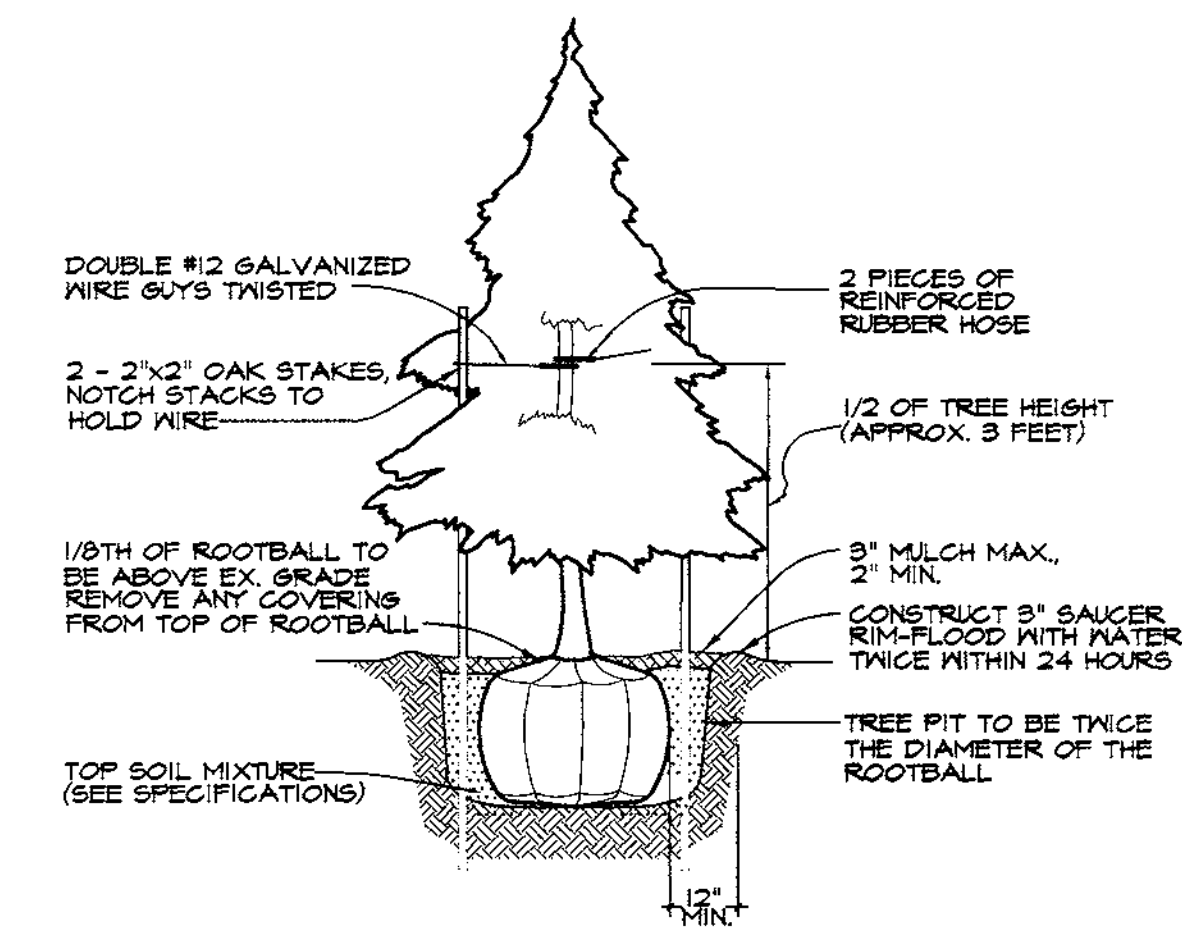 DOUBLE #12 GALVANIZED
WIRE GUYS TWISTED
2 - 2"x2" OAK STAKES,
NOTCH STACKS TO
HOLD WIRE
1/8TH OF ROOTBALL TO
BE ABOVE EX. GRADE
REMOVE ANY COVERING
FROM TOP OF ROOTBALL
TOP SOIL MIXTURE
(SEE SPECIFICATIONS)
2 PIECES OF
REINFORCED
RUBBER HOSE
1/2 OF TREE HEIGHT
(APPROX. 3 FEET)
3" MULCH MAX.,
2" MIN.
CONSTRUCT 3" SAUCER
RIM-FLOOD WITH WATER
TWICE WITHIN 24 HOURS
TREE PIT TO BE TWICE
THE DIAMETER OF THE
ROOTBALL
12"
MIN.